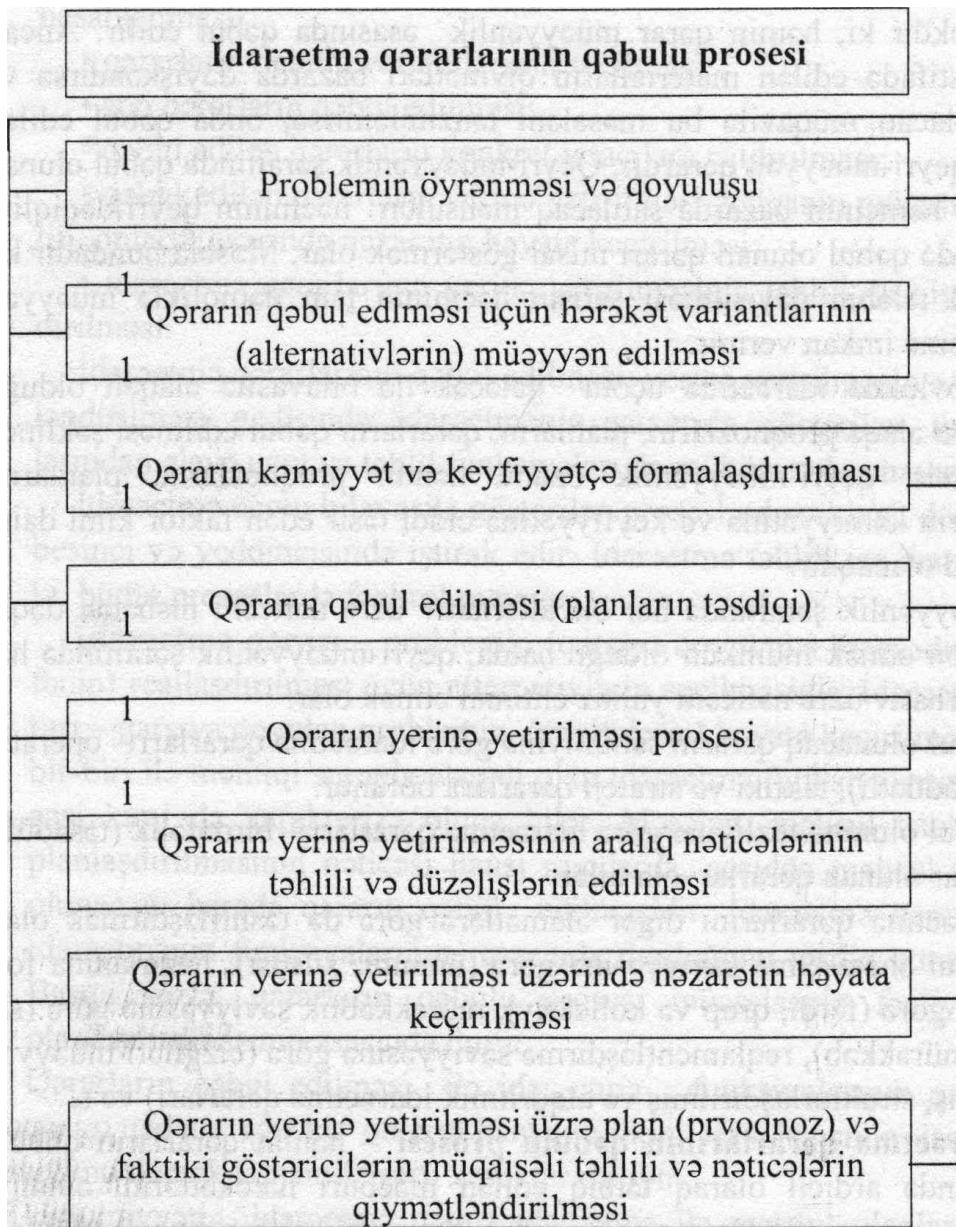 İdarəetmə qərarlarının qəbulu prosesi
1
Problemin öyrənməsi və qoyuluşu
1
Qərarın qəbul edilməsi üçün hərəkət variantlarının
(alternativlərin) müəyyən edilməsi
1
Qərarın kəmiyyət və keyfiyyətçə formalaşdırılması
Qərarın qəbul edilməsi (planların təsdiqi)
1
1
Qərarın yerinə yetirilməsi prosesi
1
Qərarın yerinə yetirilməsinin aralıq nəticələrinin
təhlili və düzəlişlərin edilməsi
Qərarın yerinə yetirilməsi üzərində nəzarətin həyata
keçirilməsi
Qərarın yerinə yetirilməsi üzrə plan (prvoqnoz) və
faktiki göstəricilərin müqaisəli təhlili və nəticələrin
qiymətləndirilməsi